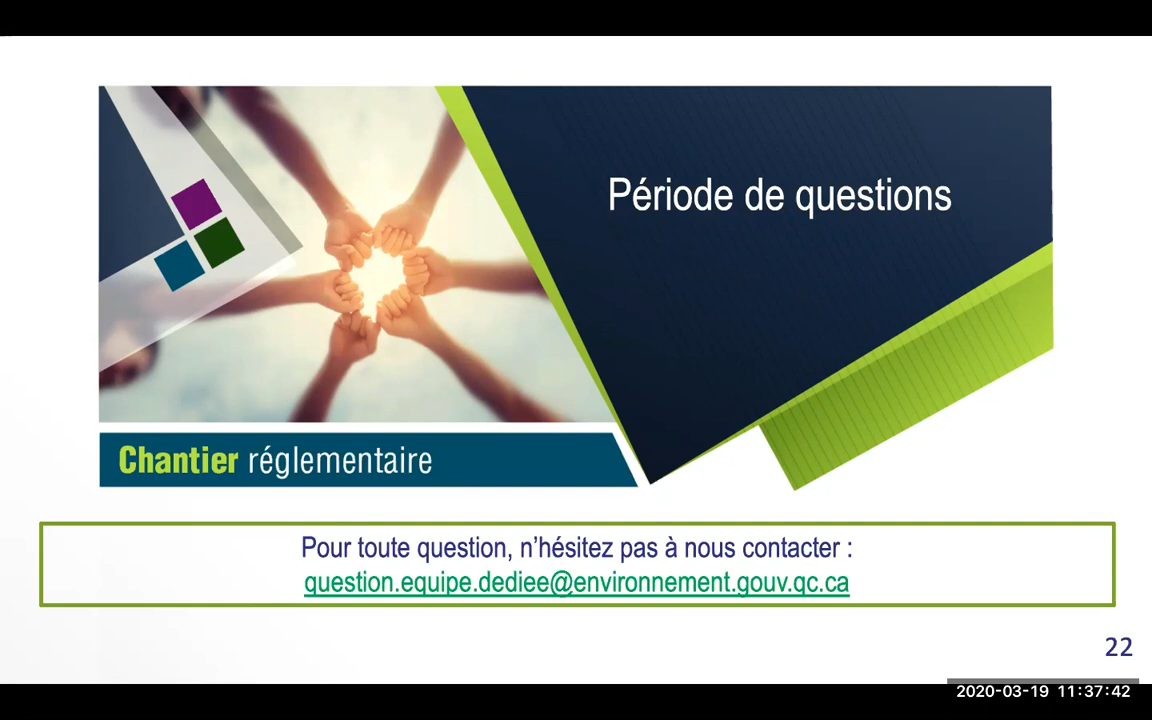 Période de questions
Chantier réglementaire
Pour toute question, n'hésitez pas à nous contacter :
question.equipe.dediee@environnement.gouv.qc.ca
22
2020-03-19 11:37:42